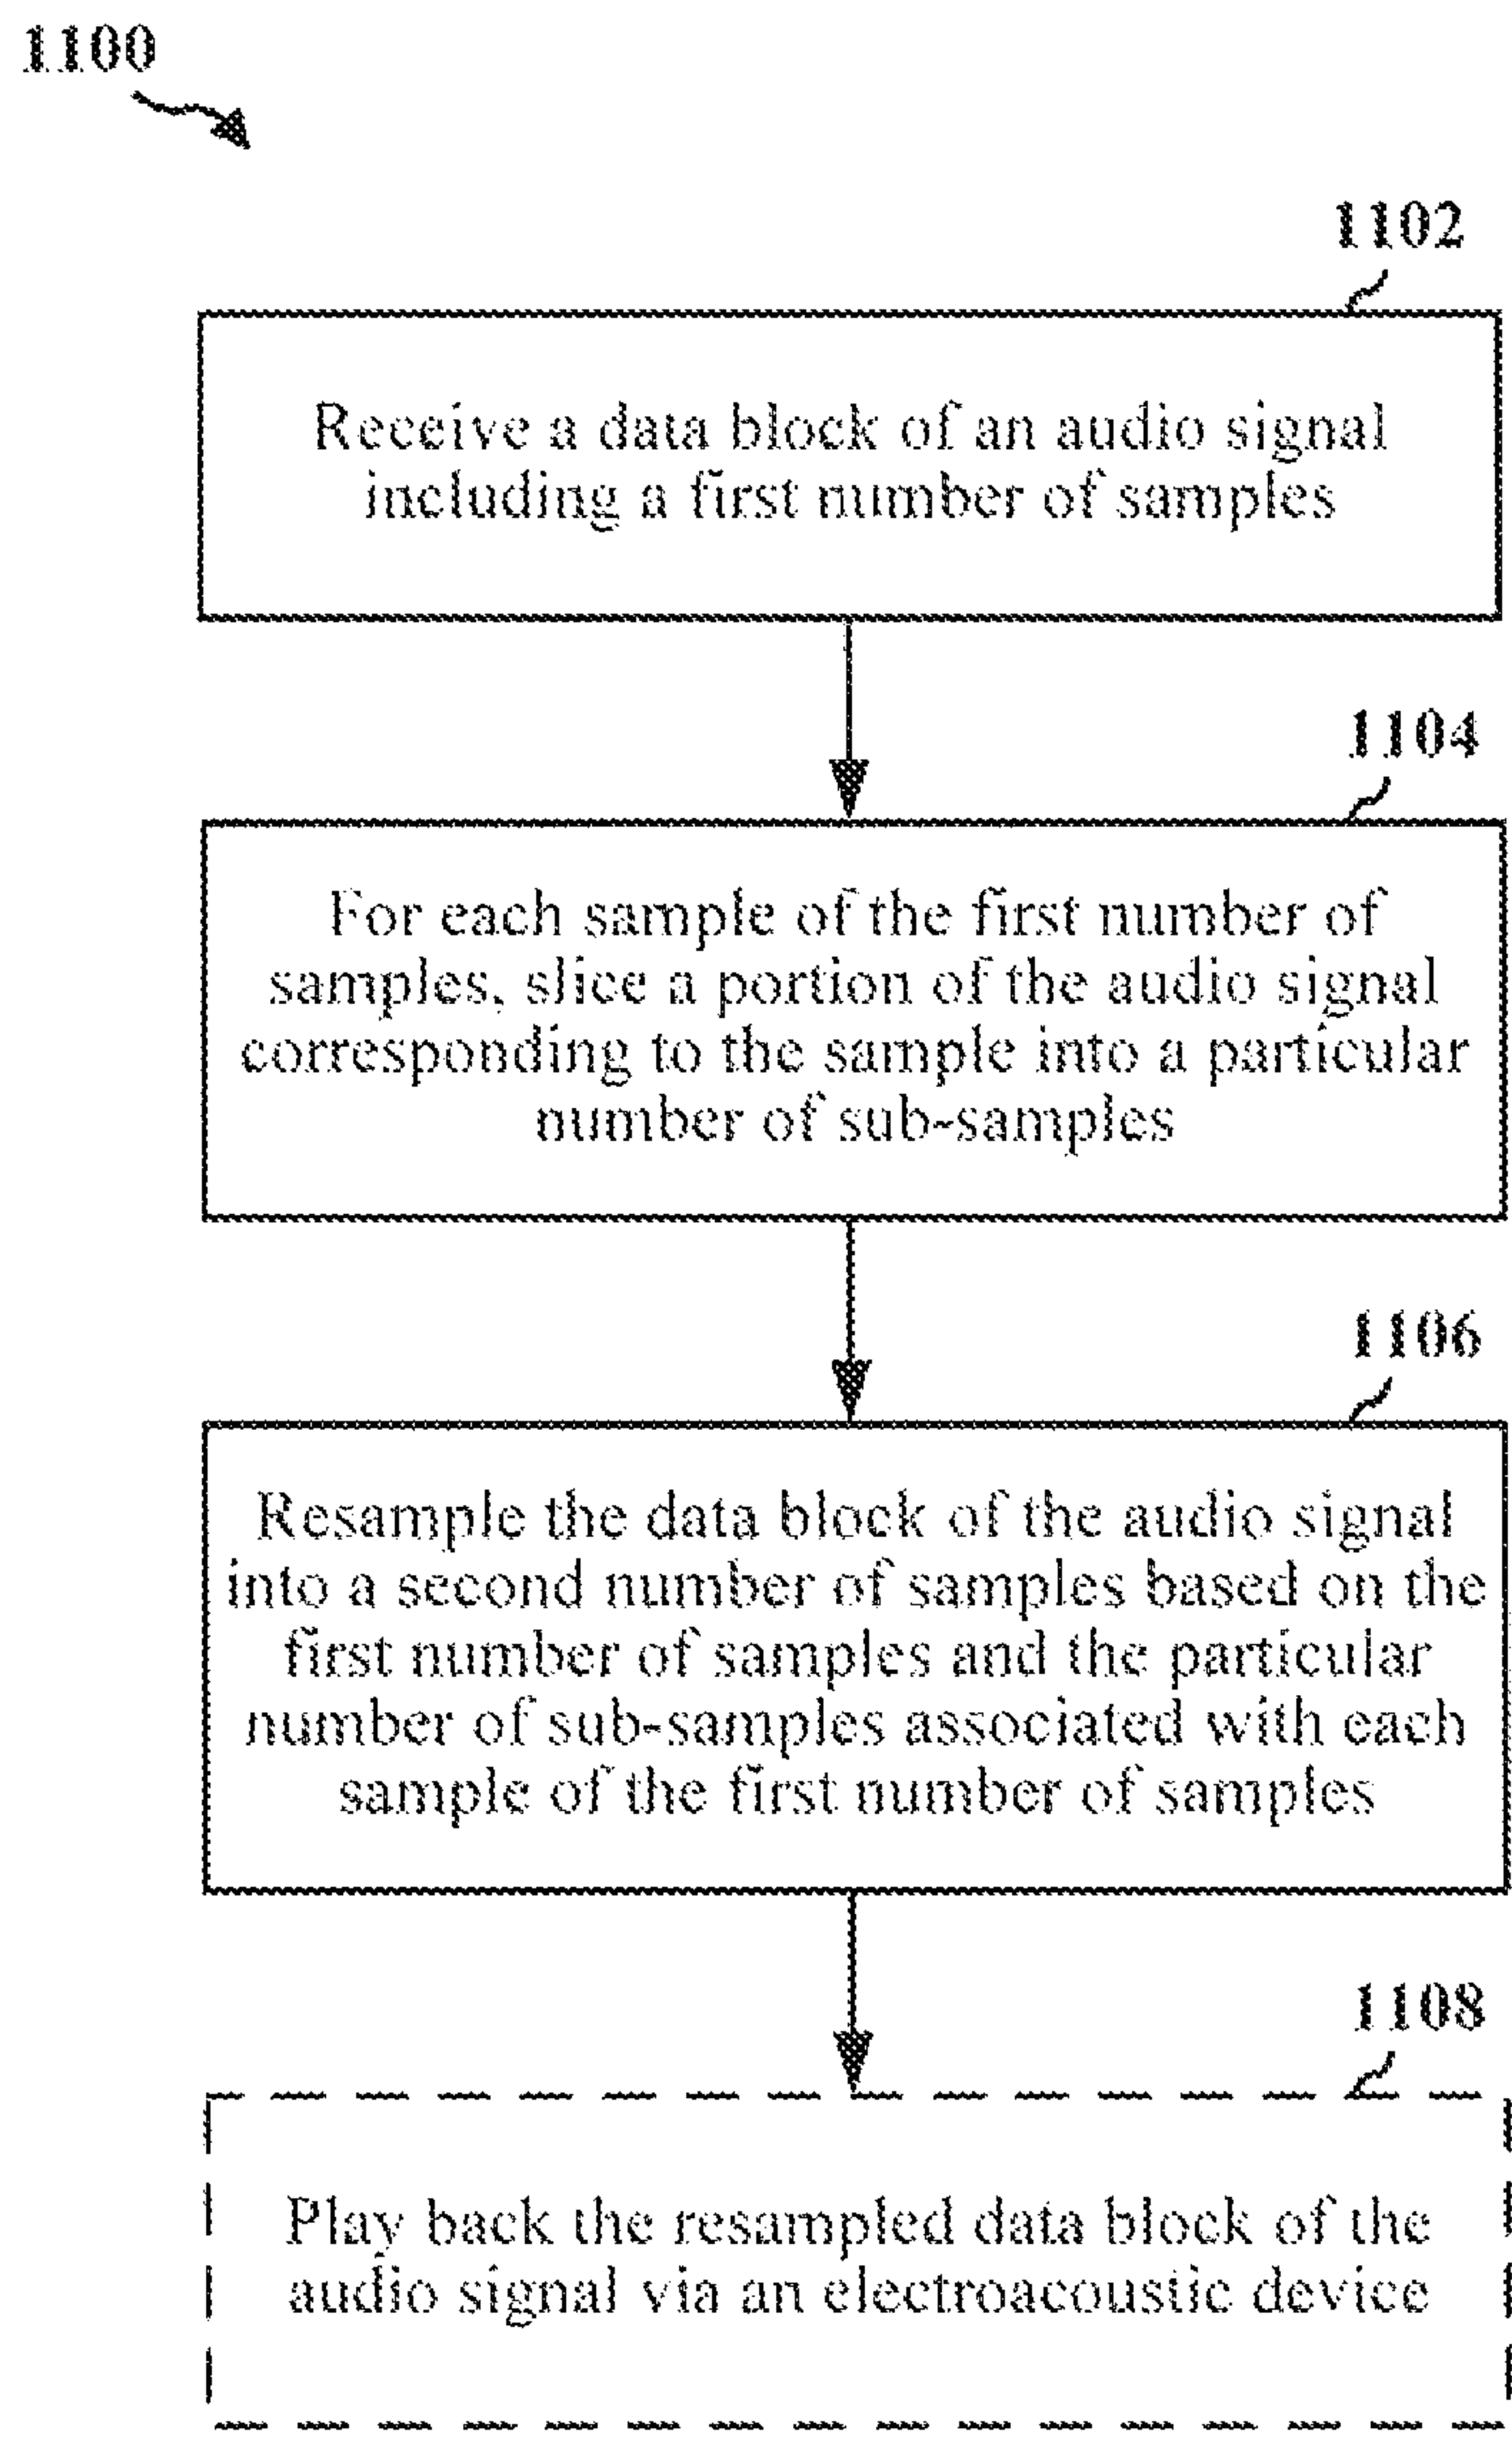 1100
1102
Receive a data block of an audio signal
including a first number of samples
1104
For each sample of the first number of
samples, slice a portion of the audio signal
corresponding to the sample into a particular
number of sub-samples
1106
Resample the data block of the audio signal
into a second number of samples based on the
first number of samples and the particular
number of sub-samples associated with each
sample of the first number of samples
1108
Play back the resampled data block of the
audio signal via an electroacoustic device